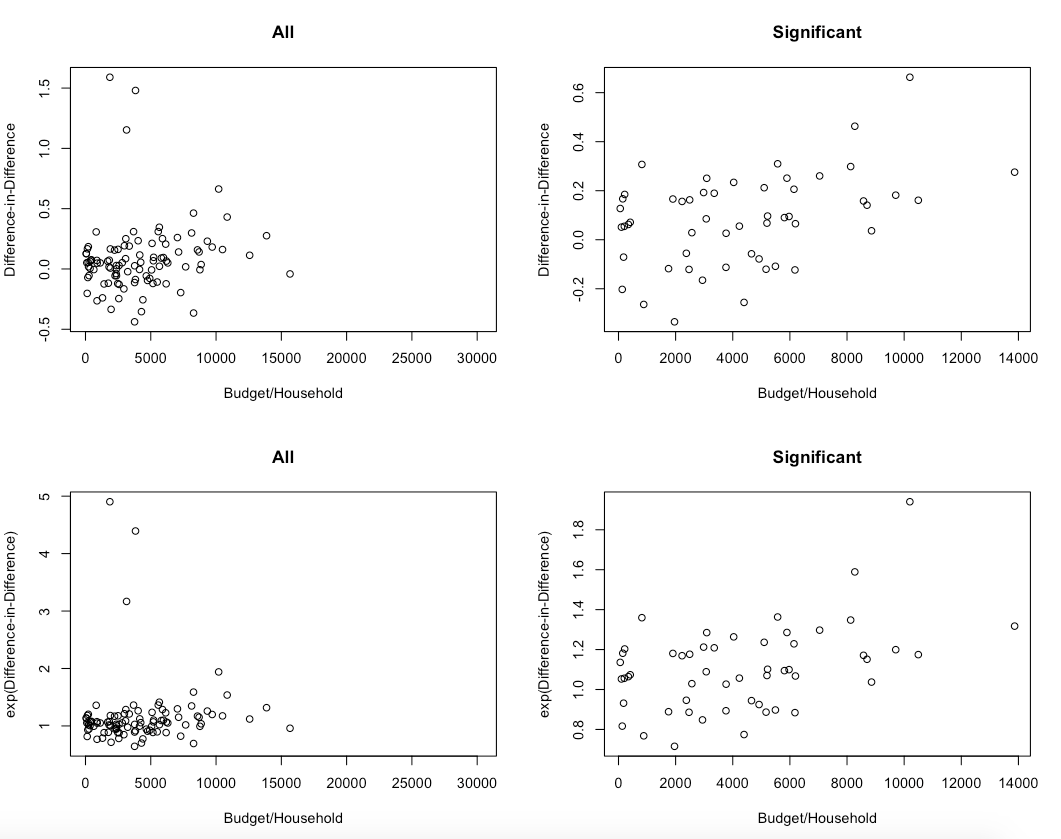 All
Difference-in-Difference
1.5
1.0
0.5
0.0
-0.5
0 5000 10000 15000 20000 25000 30000
Budget/Household
Significant
Difference-in-Difference
0.6
0.4
0.2
0.0
-0.2
0 2000 4000 6000 8000 10000 12000 14000
Budget/Household
All
exp(Difference-in-Difference)
5
4
3
2
1
0 5000 10000 15000 20000 25000 30000
Budget/Household
Significant
exp(Difference-in-Difference)
1.8
1.6
1.4
1.2
1.0
0.8
0 2000 4000 6000 8000 10000 12000 14000
Budget/Household